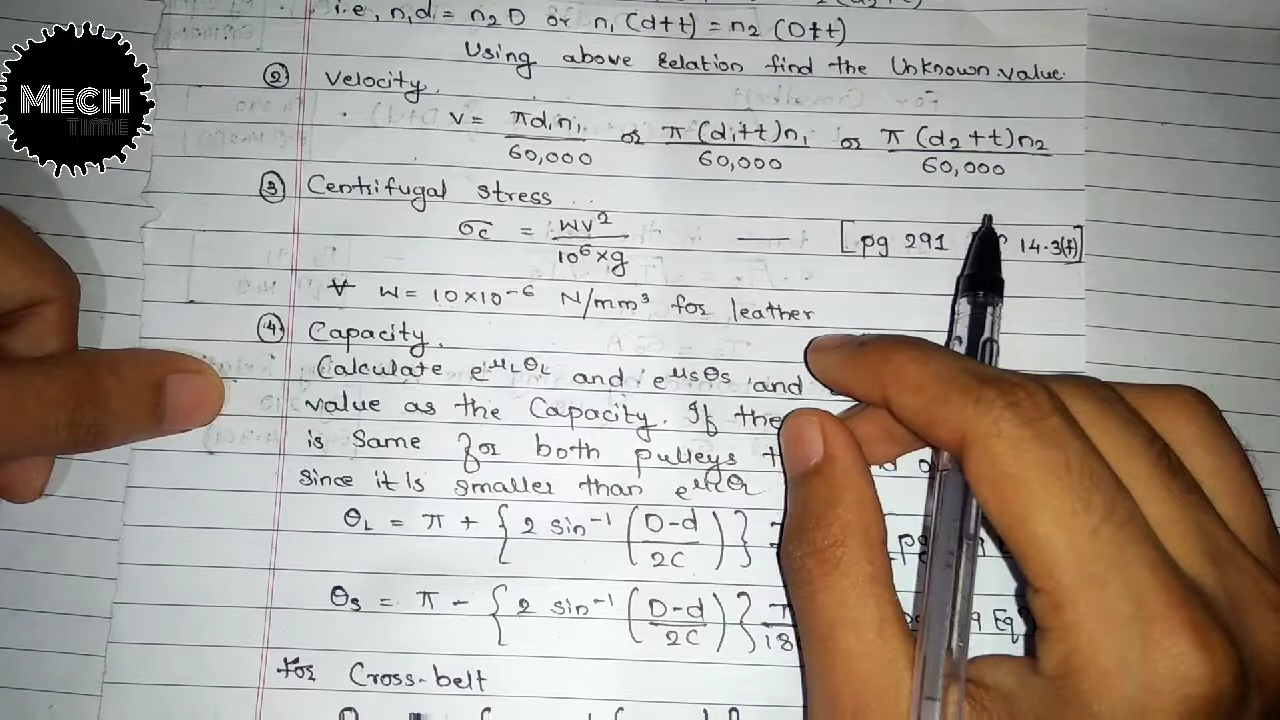 i.e, n₁d = n₂ D or n₁ (d+t) = n₂ (D+t)
Using above Relation find the Unknown value.
② Velocity.
v = πd₁n₁/60,000 or π(d₁+t)n₁/60,000 or π(d₂+t)n₂/60,000
③ Centrifugal stress
σc = wv²/10⁶×g — [pg 291 14.3(f)]
∀ w = 10×10⁻⁶ N/mm³ for leather
④ Capacity.
Calculate e^μLθL and e^μsθs and
value as the Capacity. If the
is same for both pulleys
since it is smaller than
θL = π + {2 sin⁻¹ (D-d/2C)}
θs = π - {2 sin⁻¹ (D-d/2C)} Eq
for Cross-belt
MECH
TIME